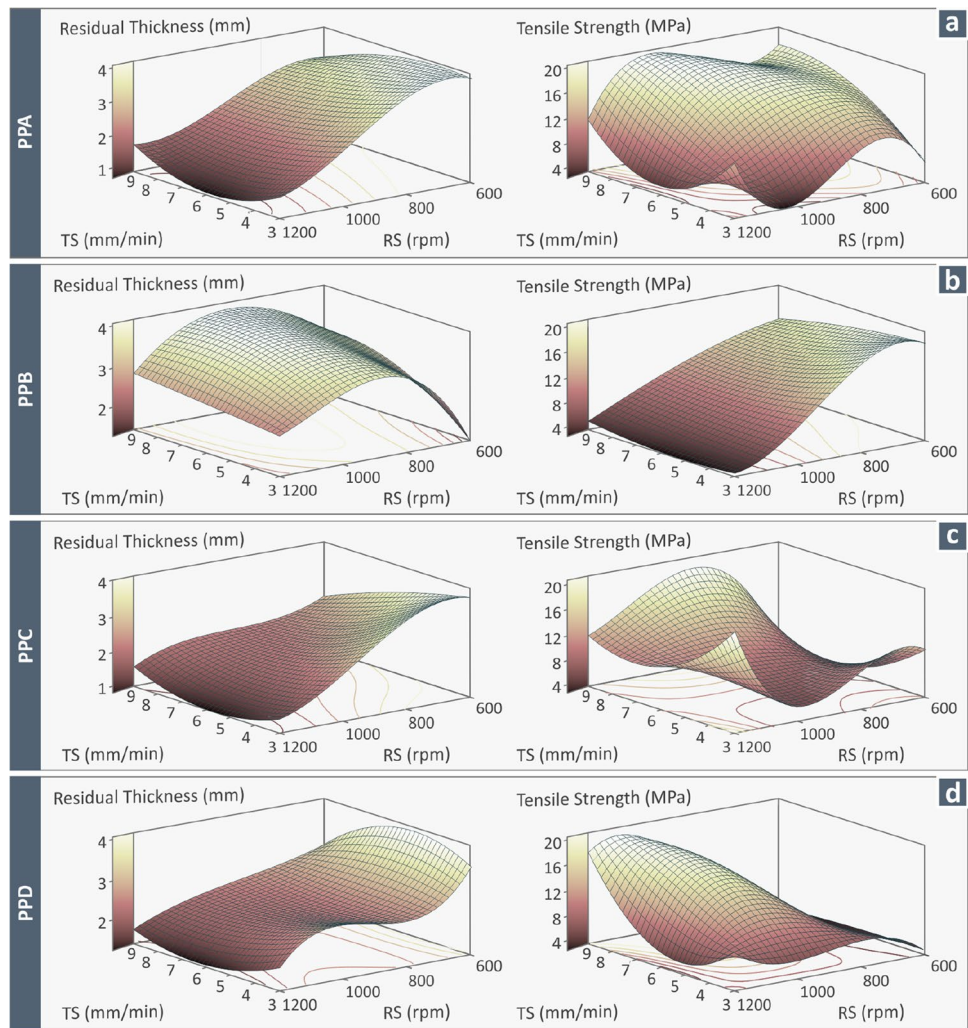 Residual Thickness (mm) Tensile Strength (MPa) a
PPA
4 20
3 16
2 12
1 8
4
9 8 7 6 5 4 3 1200 1000 800 600 9 8 7 6 5 4 3 1200 1000 800 600
TS (mm/min) RS (rpm) TS (mm/min) RS (rpm)
Residual Thickness (mm) Tensile Strength (MPa) b
PPB
4 20
3 16
2 12
8
4
9 8 7 6 5 4 3 1200 1000 800 600 9 8 7 6 5 4 3 1200 1000 800 600
TS (mm/min) RS (rpm) TS (mm/min) RS (rpm)
Residual Thickness (mm) Tensile Strength (MPa) c
PPC
4 20
3 16
2 12
1 8
4
9 8 7 6 5 4 3 1200 1000 800 600 9 8 7 6 5 4 3 1200 1000 800 600
TS (mm/min) RS (rpm) TS (mm/min) RS (rpm)
Residual Thickness (mm) Tensile Strength (MPa) d
PPD
4 20
3 16
2 12
8
4
9 8 7 6 5 4 3 1200 1000 800 600 9 8 7 6 5 4 3 1200 1000 800 600
TS (mm/min) RS (rpm) TS (mm/min) RS (rpm)